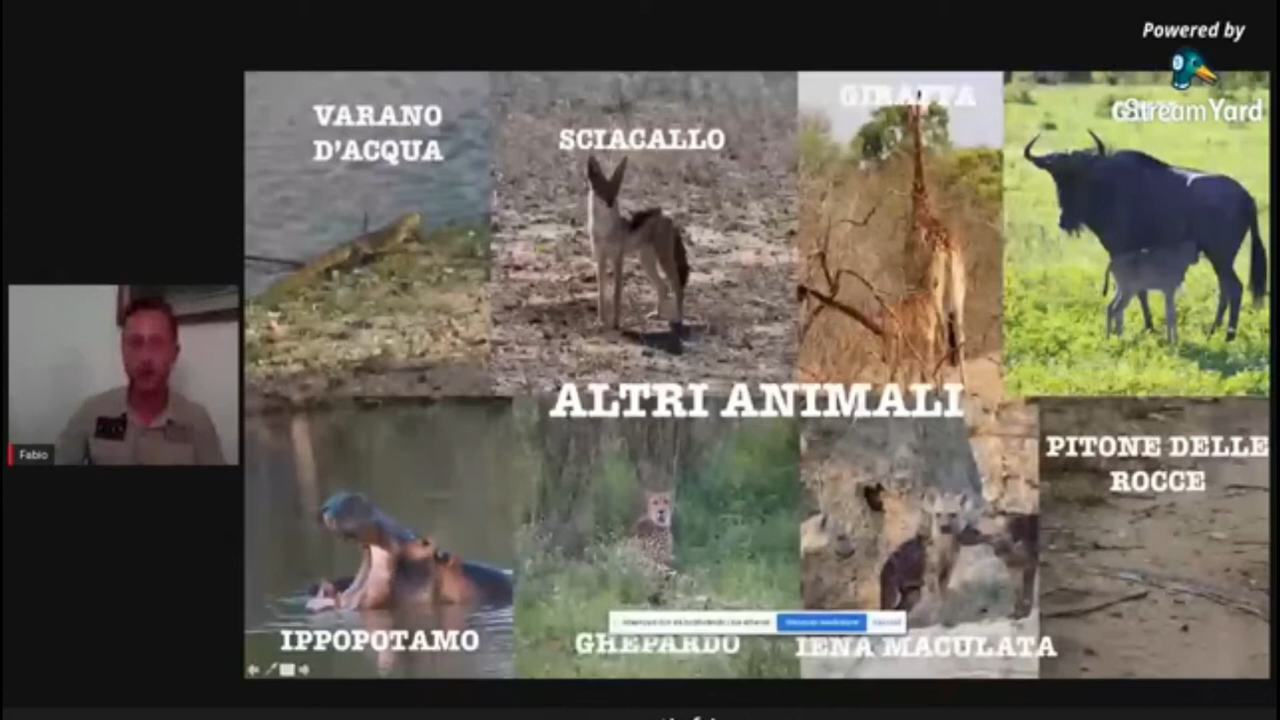 Powered by
StreamYard
VARANO
D'ACQUA
SCIACALLO
GIRAFFA
ALTRI ANIMALI
PITONE DELLE
ROCCE
Fabio
IPPOPOTAMO
GHEPARDO
IENA MACULATA